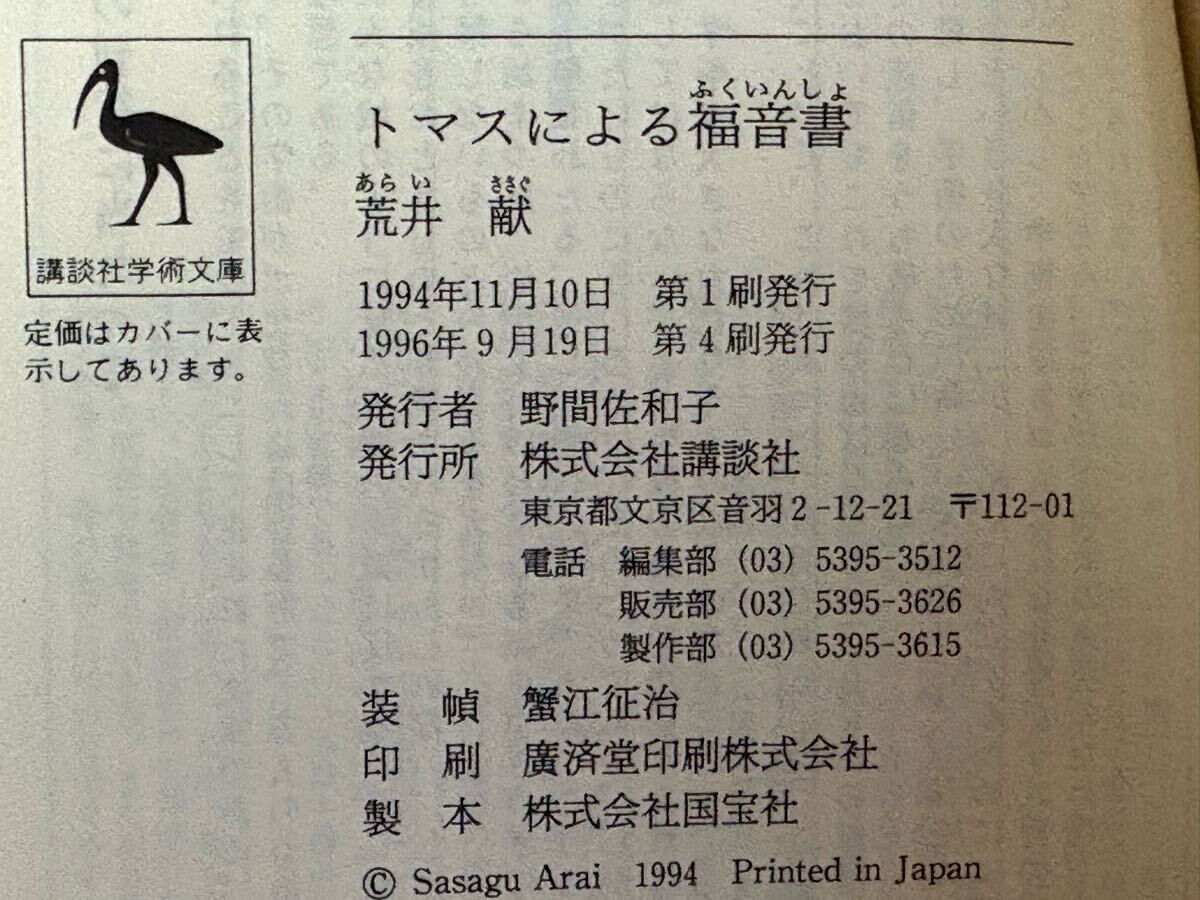 講談社学術文庫
定価はカバーに表
示してあります。
ふくいんしょ
トマスによる福音書
あらい ささぐ
荒井 献
1994年11月10日 第1刷発行
1996年9月19日 第4刷発行
発行者 野間佐和子
発行所 株式会社講談社
東京都文京区音羽2-12-21 〒112-01
電話 編集部 (03) 5395-3512
販売部 (03) 5395-3626
製作部 (03) 5395-3615
装 幀 蟹江征治
印 刷 廣済堂印刷株式会社
製 本 株式会社国宝社
© Sasagu Arai 1994 Printed in Japan